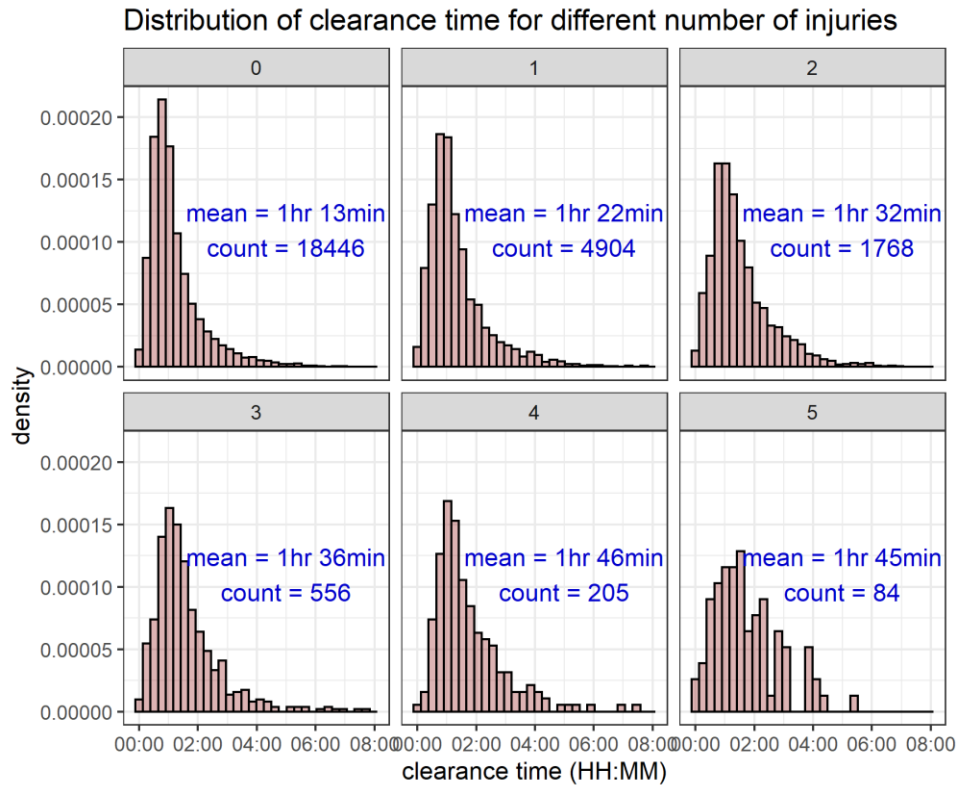 Distribution of clearance time for different number of injuries
0 1 2
0.00020
0.00015
0.00010
0.00005
0.00000
mean = 1hr 13min
count = 18446
mean = 1hr 22min
count = 4904
mean = 1hr 32min
count = 1768
density
3 4 5
0.00020
0.00015
0.00010
0.00005
0.00000
mean = 1hr 36min
count = 556
mean = 1hr 46min
count = 205
mean = 1hr 45min
count = 84
00:00 02:00 04:00 06:00 08:00 00:00 02:00 04:00 06:00 08:00 00:00 02:00 04:00 06:00 08:00
clearance time (HH:MM)